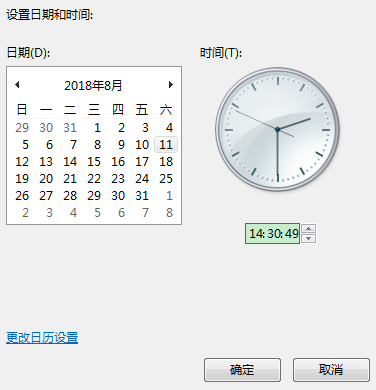 设置日期和时间:
日期(D):
时间(T):
2018年8月
日 一 二 三 四 五 六
29 30 31 1 2 3 4
5 6 7 8 9 10 11
12 13 14 15 16 17 18
19 20 21 22 23 24 25
26 27 28 29 30 31 1
2 3 4 5 6 7 8
14:30:49
更改日历设置
确定
取消